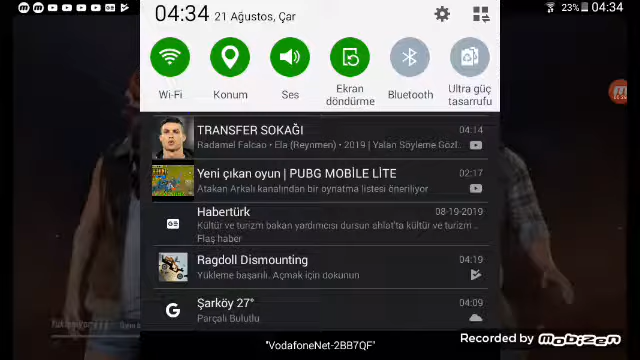 23% 04:34
04:34 21 Ağustos, Çar
Wi-Fi
Konum
Ses
Ekran döndürme
Bluetooth
Ultra güç tasarrufu
TRANSFER SOKAĞI 04:14
Radamel Falcao • Ela (Reynmen) • 2019 | Yalan Söyleme Gözl..
Yeni çıkan oyun | PUBG MOBİLE LİTE 02:17
Atakan Arkalı kanalından bir oynatma listesi öneriliyor
Habertürk 08-19-2019
Kültür ve turizm bakan yardımcısı dursun ahlat'ta kültür ve turizm ..
Flaş haber
Ragdoll Dismounting 04:19
Yükleme başarılı. Açmak için dokunun
Şarköy 27° 04:09
Parçalı Bulutlu
"VodafoneNet-2BB7QF"
Recorded by MOBIZEN